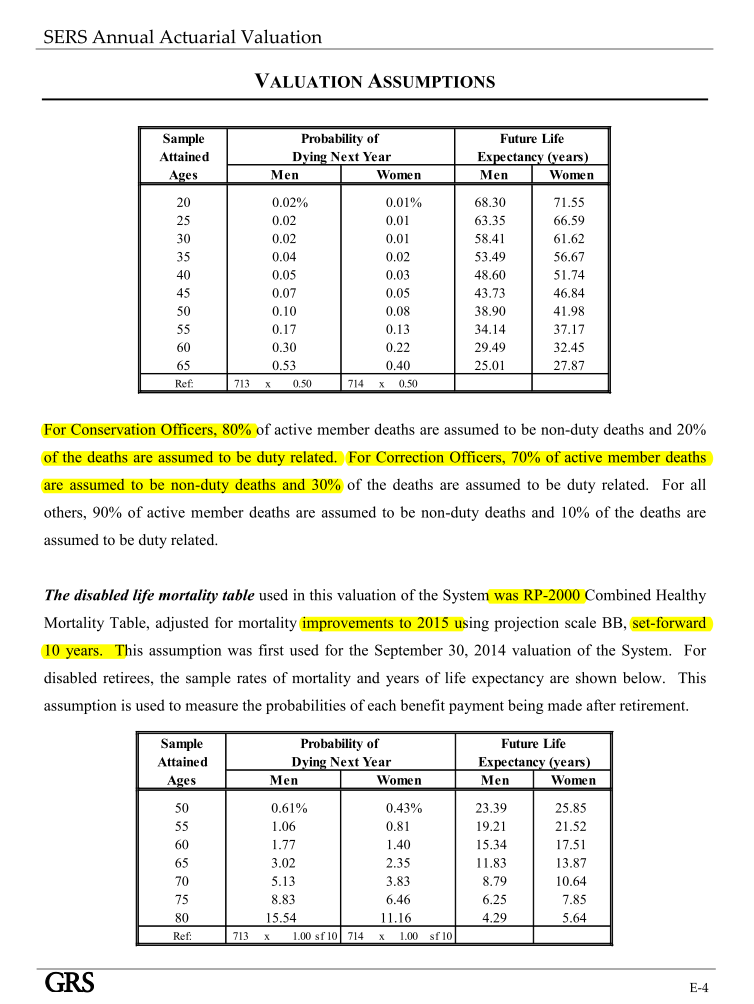 SERS Annual Actuarial Valuation
VALUATION ASSUMPTIONS
Sample Probability of Future Life
Attained Dying Next Year Expectancy (years)
Ages Men Women Men Women
20 0.02% 0.01% 68.30 71.55
25 0.02 0.01 63.35 66.59
30 0.02 0.01 58.41 61.62
35 0.04 0.02 53.49 56.67
40 0.05 0.03 48.60 51.74
45 0.07 0.05 43.73 46.84
50 0.10 0.08 38.90 41.98
55 0.17 0.13 34.14 37.17
60 0.30 0.22 29.49 32.45
65 0.53 0.40 25.01 27.87
Ref: 713 x 0.50 714 x 0.50
For Conservation Officers, 80% of active member deaths are assumed to be non-duty deaths and 20%
of the deaths are assumed to be duty related. For Correction Officers, 70% of active member deaths
are assumed to be non-duty deaths and 30% of the deaths are assumed to be duty related. For all
others, 90% of active member deaths are assumed to be non-duty deaths and 10% of the deaths are
assumed to be duty related.
The disabled life mortality table used in this valuation of the System was RP-2000 Combined Healthy
Mortality Table, adjusted for mortality improvements to 2015 using projection scale BB, set-forward
10 years. This assumption was first used for the September 30, 2014 valuation of the System. For
disabled retirees, the sample rates of mortality and years of life expectancy are shown below. This
assumption is used to measure the probabilities of each benefit payment being made after retirement.
Sample Probability of Future Life
Attained Dying Next Year Expectancy (years)
Ages Men Women Men Women
50 0.61% 0.43% 23.39 25.85
55 1.06 0.81 19.21 21.52
60 1.77 1.40 15.34 17.51
65 3.02 2.35 11.83 13.87
70 5.13 3.83 8.79 10.64
75 8.83 6.46 6.25 7.85
80 15.54 11.16 4.29 5.64
Ref: 713 x 1.00 sf 10 714 x 1.00 sf 10
GRS E-4